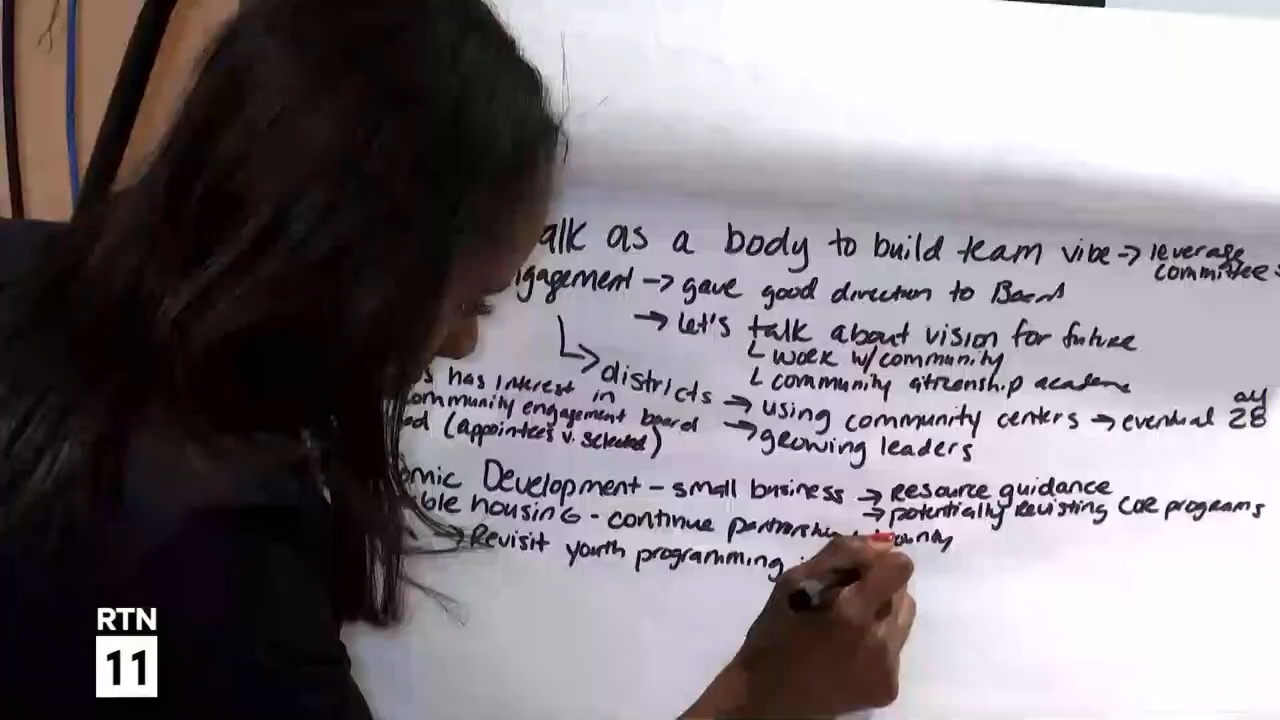 alk as a body to build team vibe → leverage
committees
ngagement → gave good direction to Board
→ let's talk about vision for future
└ work w/community
└ community citizenship academy
↳ districts → using community centers → eventual
28
→ growing leaders
has interest in
ommunity engagement board
(appointees v. selected)
omic Development - small business → resource guidance
→ potentially revisiting COE programs
ble housing - continue partnership
→ Revisit youth programming
RTN
11